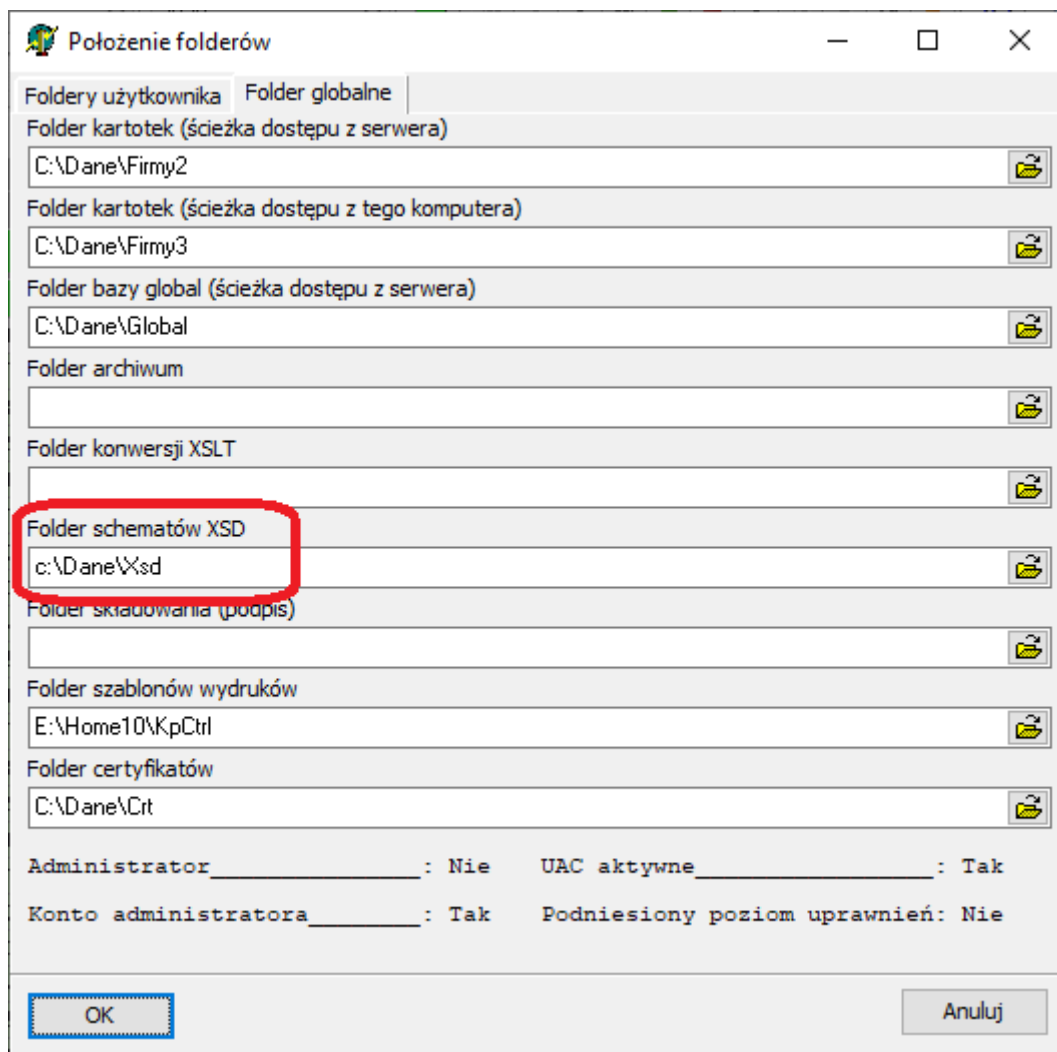 Położenie folderów
Foldery użytkownika Folder globalne
Folder kartotek (ścieżka dostępu z serwera)
C:\Dane\Firmy2
Folder kartotek (ścieżka dostępu z tego komputera)
C:\Dane\Firmy3
Folder bazy global (ścieżka dostępu z serwera)
C:\Dane\Global
Folder archiwum
Folder konwersji XSLT
Folder schematów XSD
c:\Dane\Xsd
Folder składowania (podpis)
Folder szablonów wydruków
E:\Home10\KpCtrl
Folder certyfikatów
C:\Dane\Crt
Administrator________________: Nie UAC aktywne__________________: Tak
Konto administratora________: Tak Podniesiony poziom uprawnień: Nie
OK Anuluj